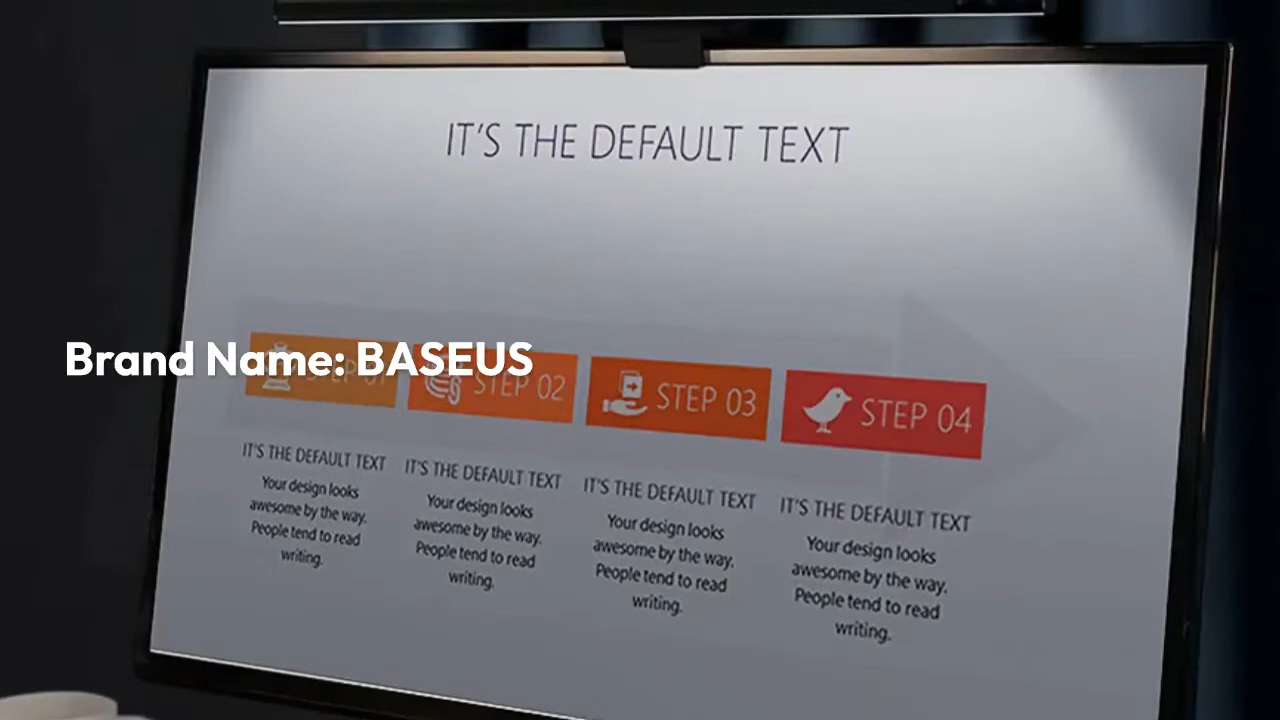 IT'S THE DEFAULT TEXT
Brand Name: BASEUS
STEP 01
STEP 02
STEP 03
STEP 04
IT'S THE DEFAULT TEXT
Your design looks
awesome by the way.
People tend to read
writing.
IT'S THE DEFAULT TEXT
Your design looks
awesome by the way.
People tend to read
writing.
IT'S THE DEFAULT TEXT
Your design looks
awesome by the way.
People tend to read
writing.
IT'S THE DEFAULT TEXT
Your design looks
awesome by the way.
People tend to read
writing.